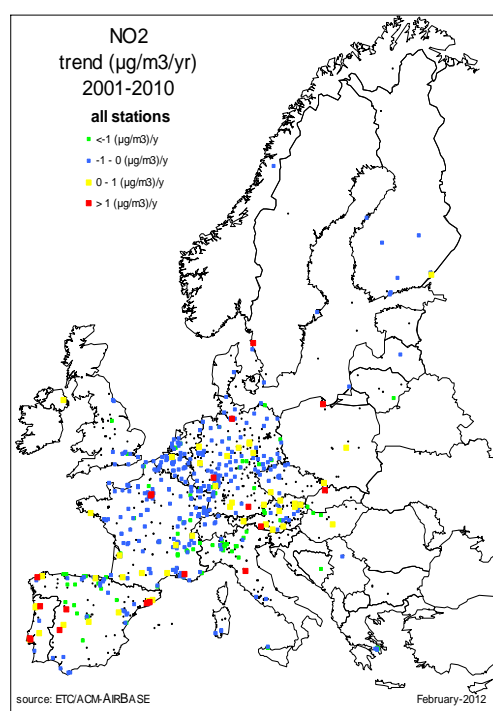 NO2
trend (µg/m3/yr)
2001-2010
all stations
<-1 (µg/m3)/y
-1 - 0 (µg/m3)/y
0 - 1 (µg/m3)/y
> 1 (µg/m3)/y
source: ETC/ACM-AIRBASE
February-2012